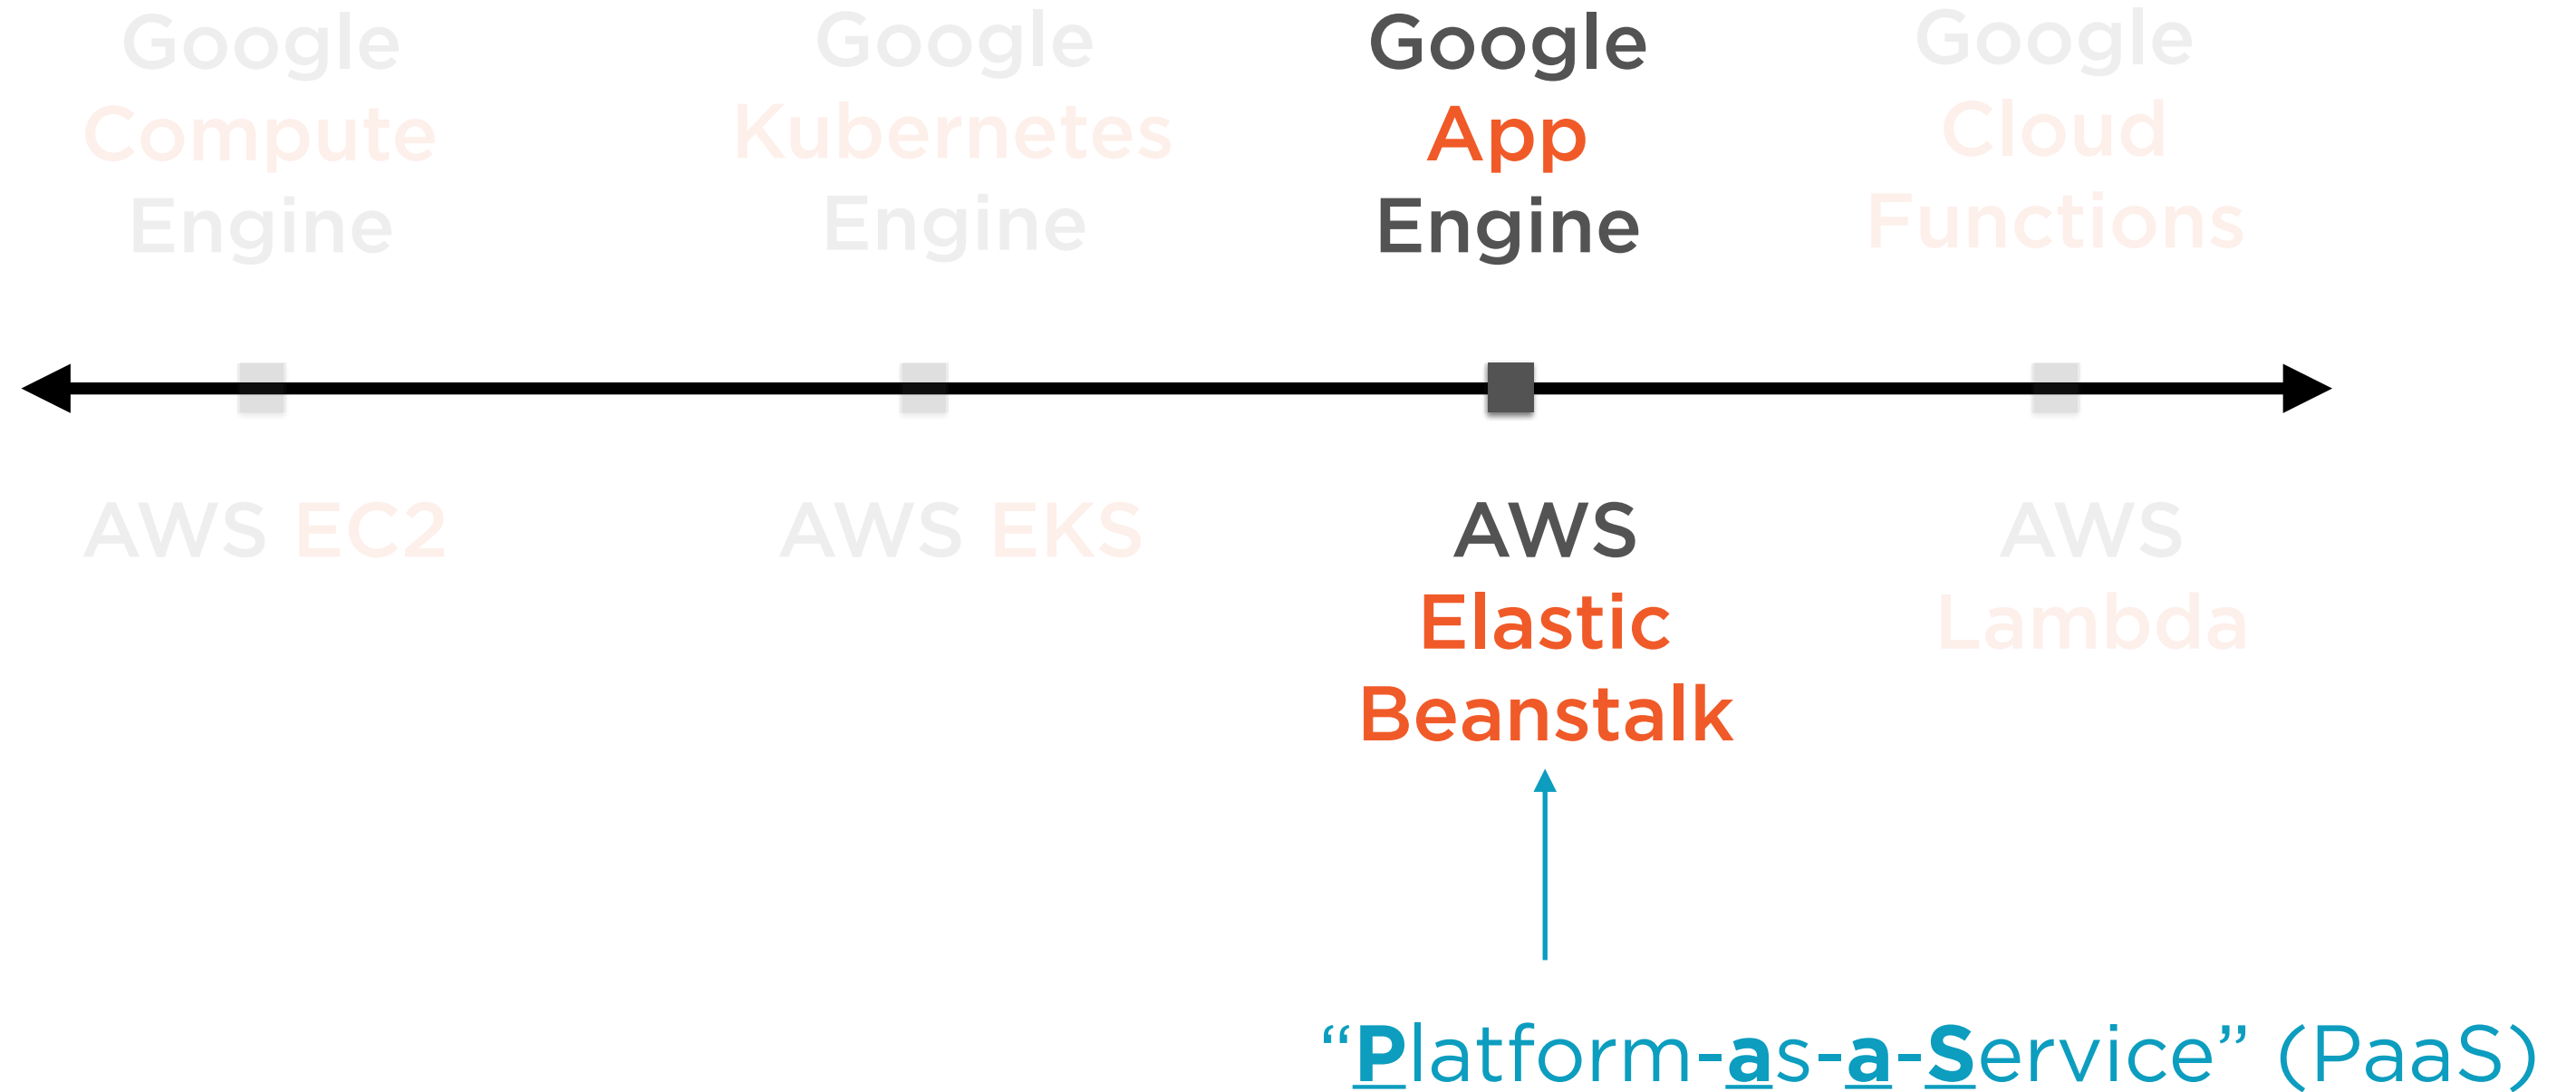 Google
Compute
Engine
Google
Kubernetes
Engine
Google
App
Engine
Google
Cloud
Functions
AWS EC2
AWS EKS
AWS
Elastic
Beanstalk
AWS
Lambda
“Platform-as-a-Service” (PaaS)